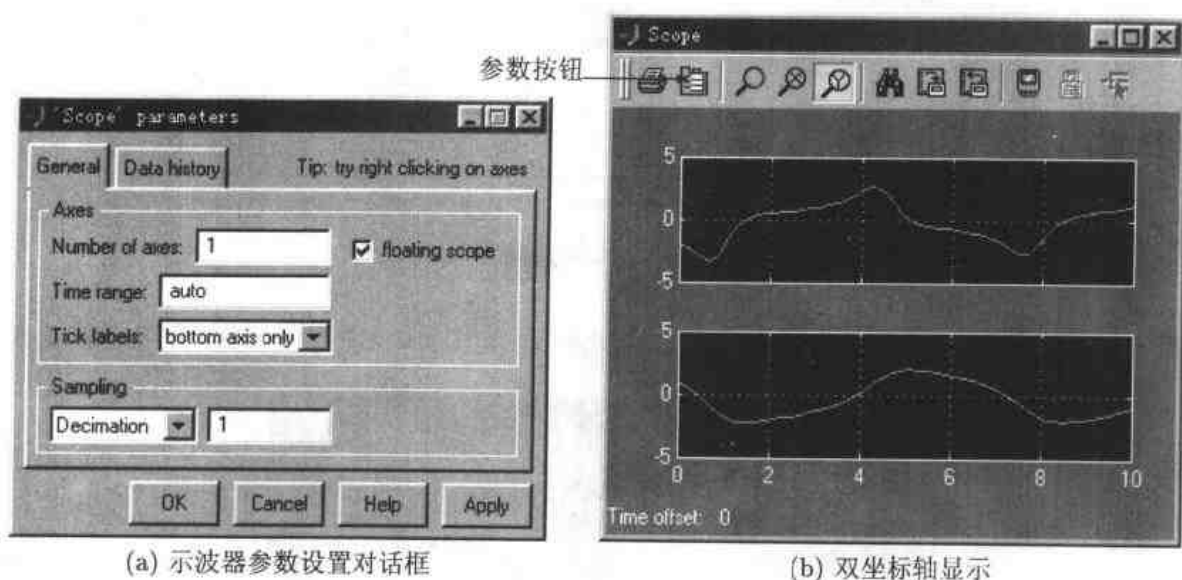 'Scope' parameters
General
Data history
Tip: try right clicking on axes
Axes
Number of axes: 1
floating scope
Time range: auto
Tick labels: bottom axis only
Sampling
Decimation
1
OK
Cancel
Help
Apply
(a) 示波器参数设置对话框
参数按钮
Scope
5
0
-5
5
0
-5
0 2 4 6 8 10
Time offset: 0
(b) 双坐标轴显示